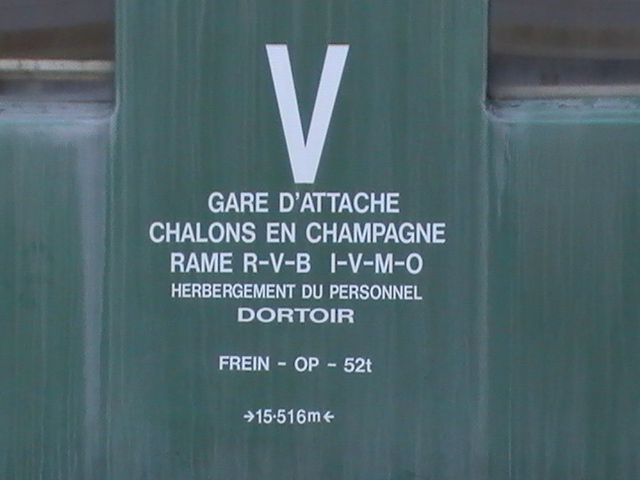 V
GARE D'ATTACHE
CHALONS EN CHAMPAGNE
RAME R-V-B I-V-M-O
HERBERGEMENT DU PERSONNEL
DORTOIR
FREIN - OP - 52t
→15·516m←